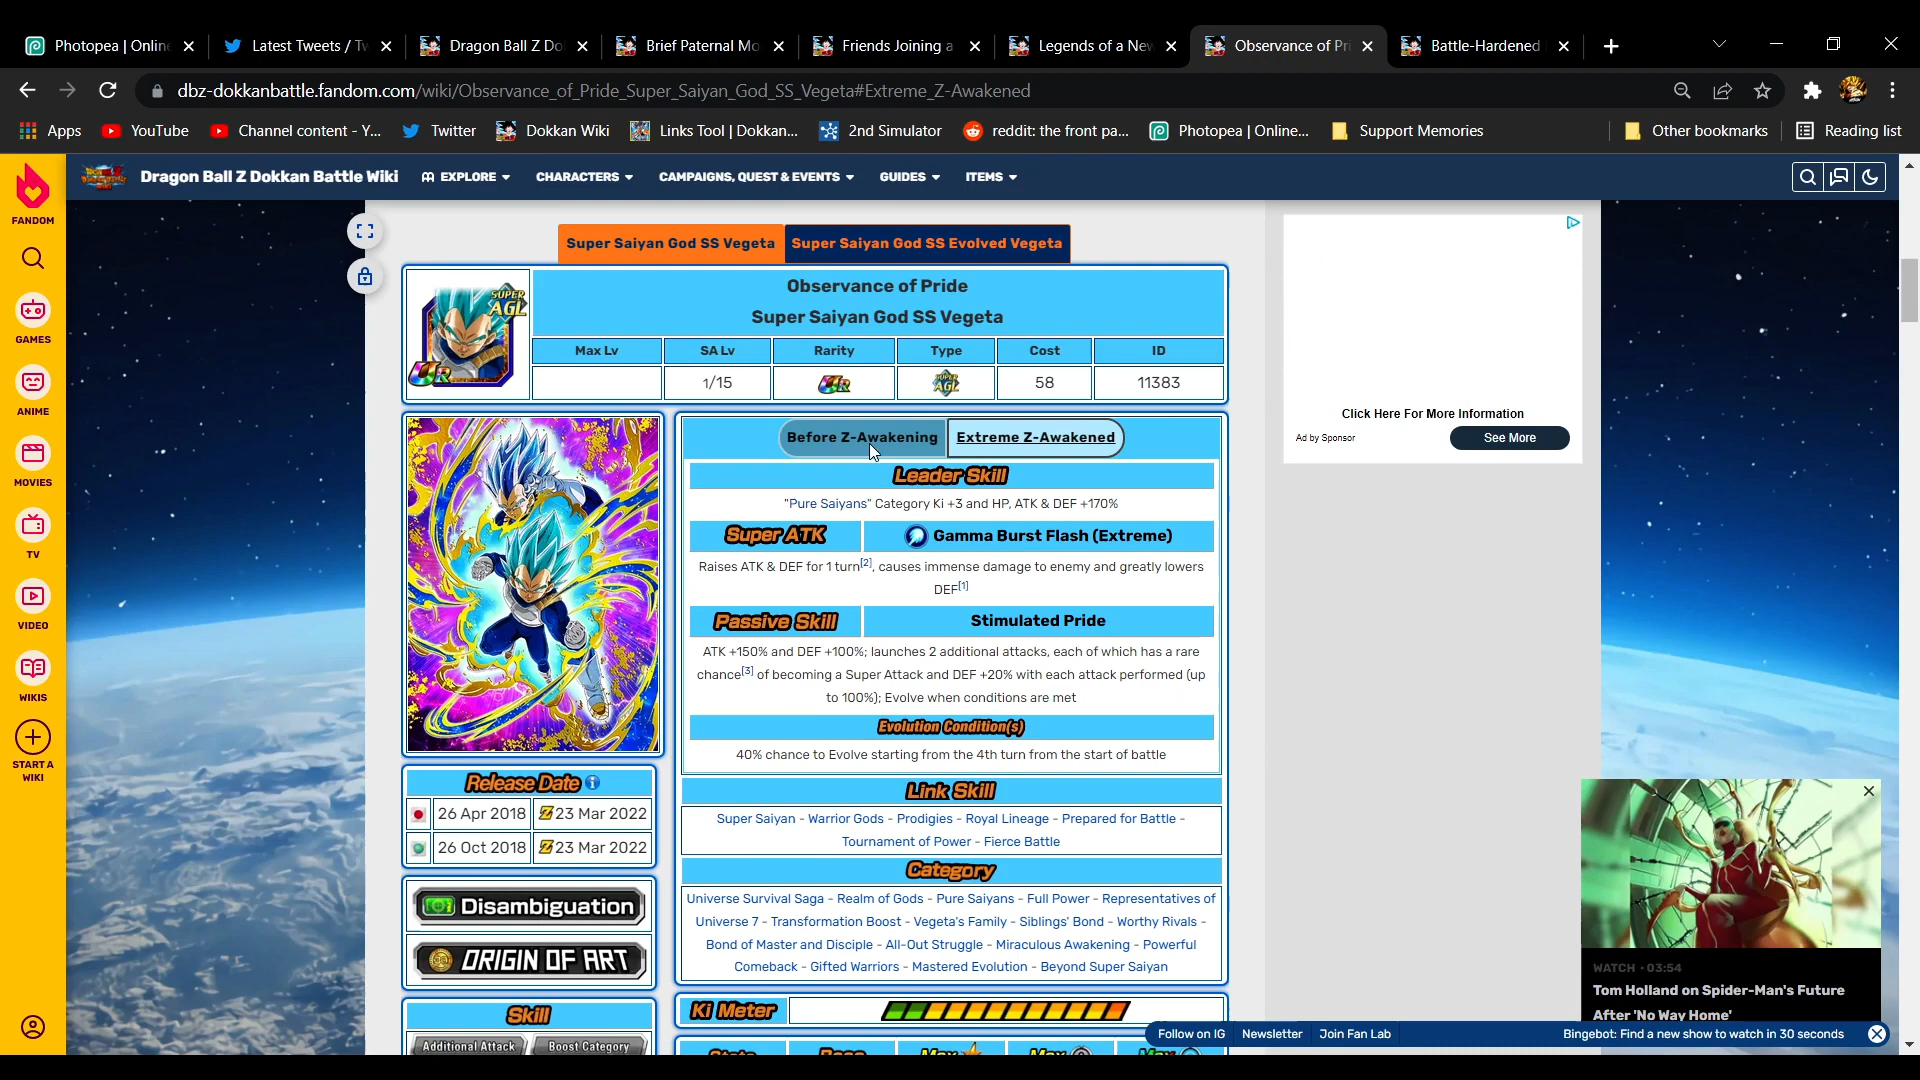 Photopea | Onlin
Latest Tweets / Tw
Dragon Ball Z Do
Brief Paternal Mo
Friends Joining a
Legends of a Nev
Observance of Pri
Battle-Hardened
dbz-dokkanbattle.fandom.com/wiki/Observance_of_Pride_Super_Saiyan_God_SS_Vegeta#Extreme_Z-Awakened
Apps
YouTube
Channel content - Y...
Twitter
Dokkan Wiki
Links Tool | Dokkan...
2nd Simulator
reddit: the front pa...
Photopea | Online...
Support Memories
Other bookmarks
Reading list
Dragon Ball Z Dokkan Battle Wiki
EXPLORE
CHARACTERS
CAMPAIGNS, QUEST & EVENTS
GUIDES
ITEMS
FANDOM
GAMES
ANIME
MOVIES
TV
VIDEO
WIKIS
START A
WIKI
Super Saiyan God SS Vegeta
Super Saiyan God SS Evolved Vegeta
SUPER
AGL
UR
Observance of Pride
Super Saiyan God SS Vegeta
Max Lv
SA Lv
Rarity
Type
Cost
ID
1/15
UR
SUPER
AGL
58
11383
Before Z-Awakening
Extreme Z-Awakened
Leader Skill
"Pure Saiyans" Category Ki +3 and HP, ATK & DEF +170%
Super ATK
Gamma Burst Flash (Extreme)
Raises ATK & DEF for 1 turn[2], causes immense damage to enemy and greatly lowers
DEF[1]
Passive Skill
Stimulated Pride
ATK +150% and DEF +100%; launches 2 additional attacks, each of which has a rare
chance[3] of becoming a Super Attack and DEF +20% with each attack performed (up
to 100%); Evolve when conditions are met
Evolution Condition(s)
40% chance to Evolve starting from the 4th turn from the start of battle
Link Skill
Super Saiyan - Warrior Gods - Prodigies - Royal Lineage - Prepared for Battle -
Tournament of Power - Fierce Battle
Category
Universe Survival Saga - Realm of Gods - Pure Saiyans - Full Power - Representatives of
Universe 7 - Transformation Boost - Vegeta's Family - Siblings' Bond - Worthy Rivals -
Bond of Master and Disciple - All-Out Struggle - Miraculous Awakening - Powerful
Comeback - Gifted Warriors - Mastered Evolution - Beyond Super Saiyan
Ki Meter
Release Date
26 Apr 2018
Z 23 Mar 2022
26 Oct 2018
Z 23 Mar 2022
Disambiguation
ORIGIN OF ART
Skill
Additional Attack
Boost Category
Stats
Base
Max
Max
Max
Click Here For More Information
Ad by Sponsor
See More
WATCH • 03:54
Tom Holland on Spider-Man's Future
After 'No Way Home'
Follow on IG
Newsletter
Join Fan Lab
Bingebot: Find a new show to watch in 30 seconds